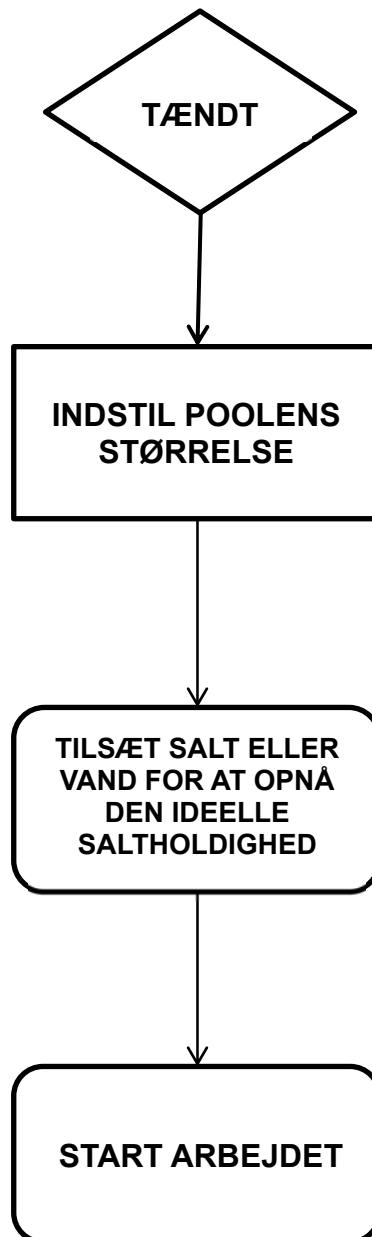 TÆNDT
INDSTIL POOLENS
STØRRELSE
TILSÆT SALT ELLER
VAND FOR AT OPNÅ
DEN IDEELLE
SALTHOLDIGHED
START ARBEJDET